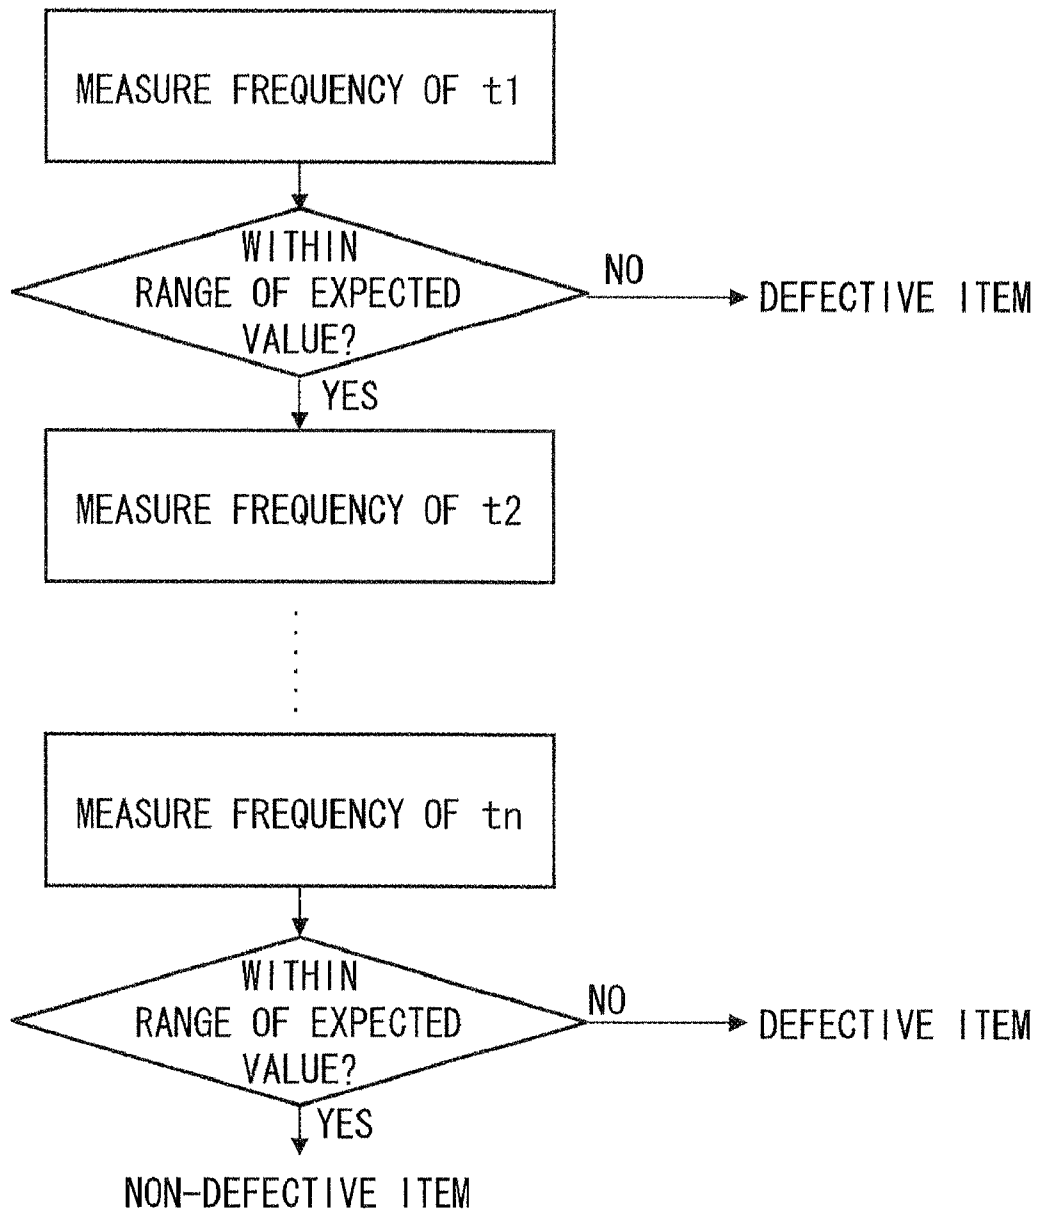 MEASURE FREQUENCY OF t1
WITHIN
RANGE OF EXPECTED
VALUE?
NO
DEFECTIVE ITEM
YES
MEASURE FREQUENCY OF t2
MEASURE FREQUENCY OF tn
WITHIN
RANGE OF EXPECTED
VALUE?
NO
DEFECTIVE ITEM
YES
NON-DEFECTIVE ITEM